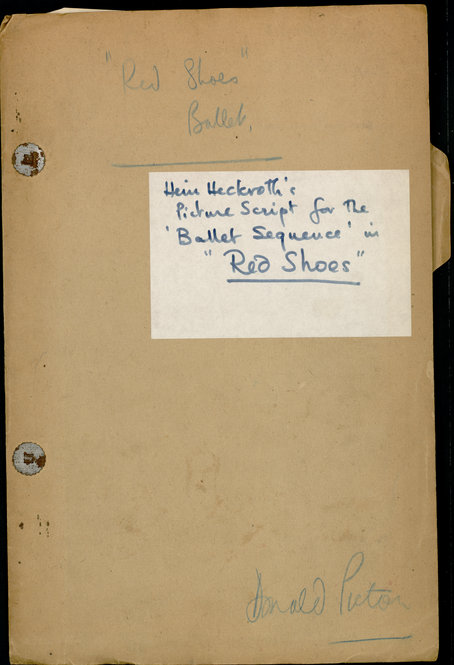 "Red Shoes"
Ballet
Hein Heckroth's
Picture Script for the
'Ballet Sequence' in
"Red Shoes"
Donald Picton